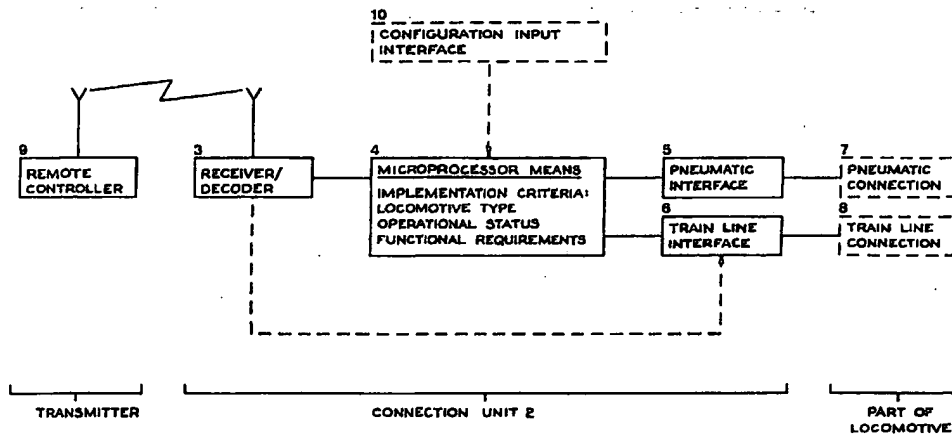 10
CONFIGURATION INPUT
INTERFACE
9
REMOTE
CONTROLLER
3
RECEIVER/
DECODER
4
MICROPROCESSOR MEANS
IMPLEMENTATION CRITERIA:
LOCOMOTIVE TYPE
OPERATIONAL STATUS
FUNCTIONAL REQUIREMENTS
5
PNEUMATIC
INTERFACE
6
TRAIN LINE
INTERFACE
7
PNEUMATIC
CONNECTION
8
TRAIN LINE
CONNECTION
TRANSMITTER
CONNECTION UNIT 2
PART OF
LOCOMOTIVE